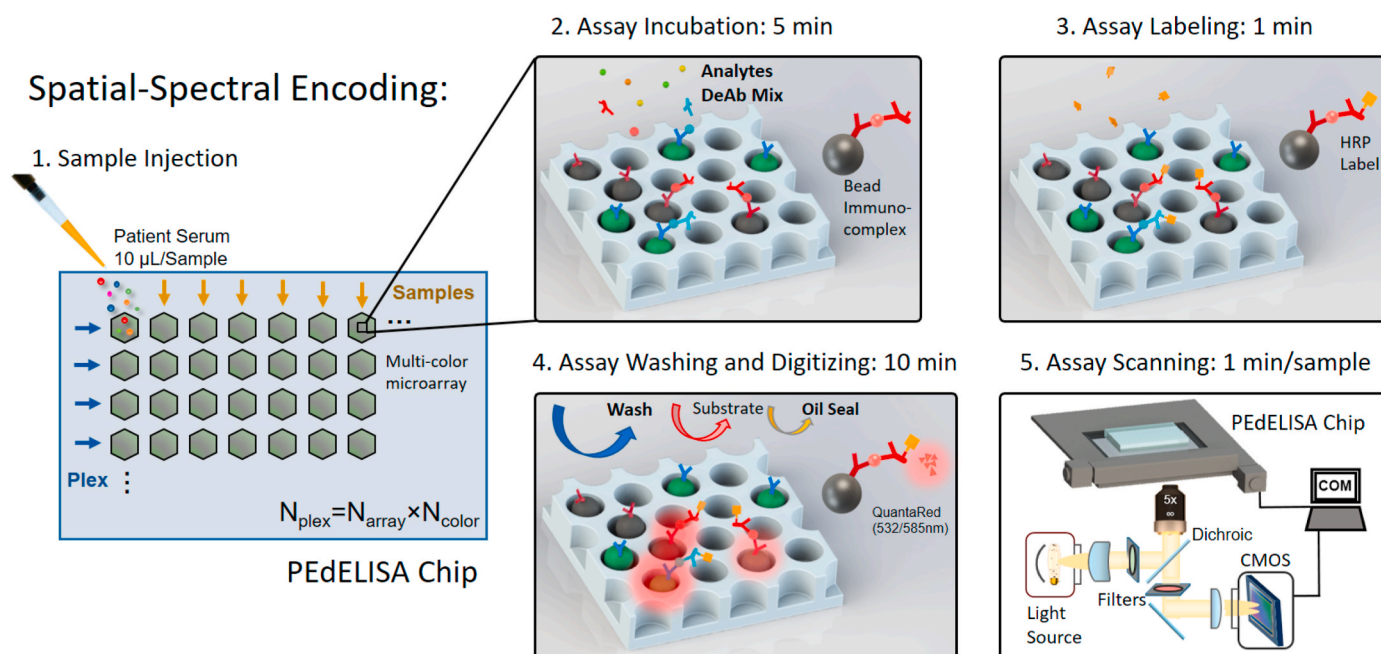 Spatial-Spectral Encoding:
1. Sample Injection
Patient Serum
10 µL/Sample
Samples
...
Multi-color
microarray
Plex
N_plex=N_array×N_color
PEdELISA Chip
2. Assay Incubation: 5 min
Analytes
DeAb Mix
Bead
Immuno-
complex
3. Assay Labeling: 1 min
HRP
Label
4. Assay Washing and Digitizing: 10 min
Wash
Substrate
Oil Seal
QuantaRed
(532/585nm)
5. Assay Scanning: 1 min/sample
PEdELISA Chip
COM
5x
∞
Dichroic
CMOS
Filters
Light
Source